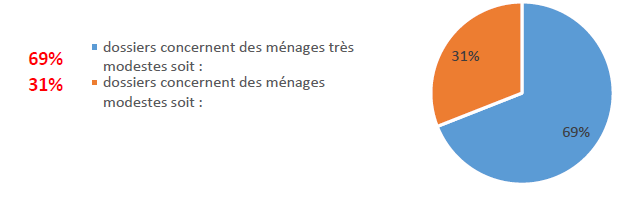 69%
31%
dossiers concernent des ménages très
modestes soit :
dossiers concernent des ménages
modestes soit :
31%
69%